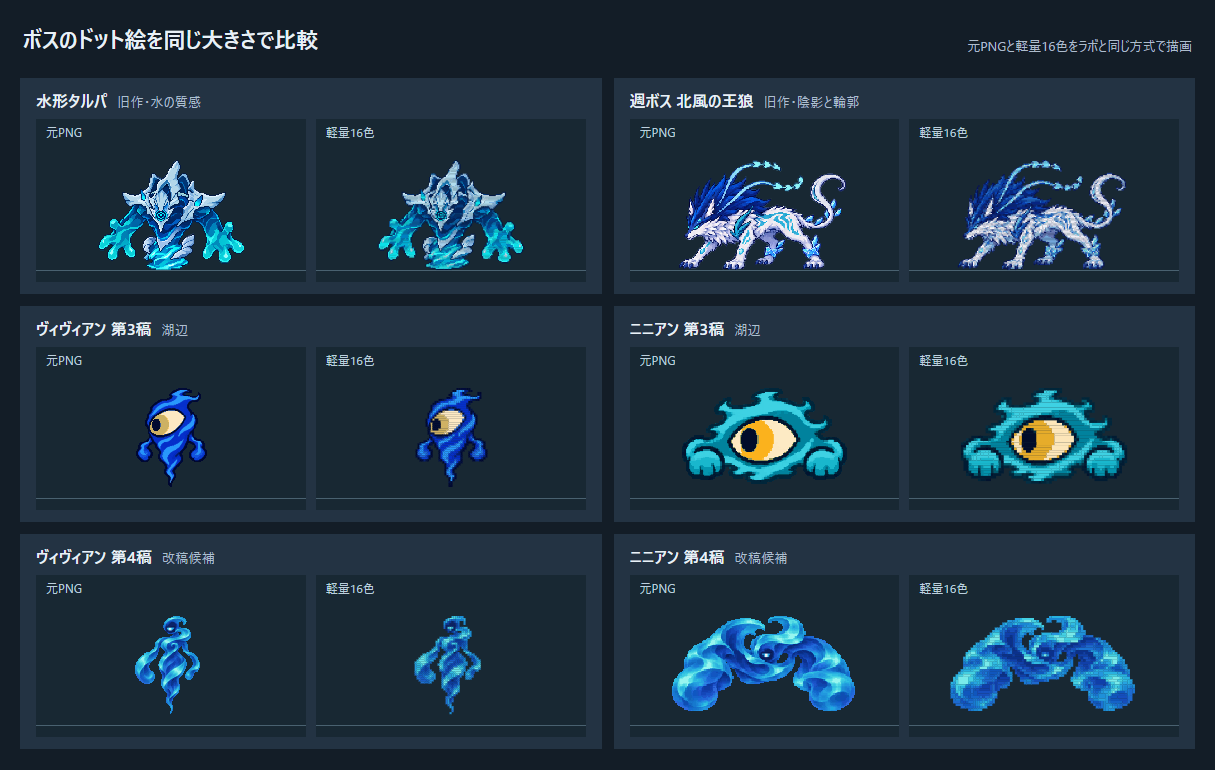 ボスのドット絵を同じ大きさで比較
元PNGと軽量16色をラボと同じ方式で描画
水形タルパ 旧作・水の質感
元PNG
軽量16色
週ボス 北風の王狼 旧作・陰影と輪郭
元PNG
軽量16色
ヴィヴィアン 第3稿 湖辺
元PNG
軽量16色
ニニアン 第3稿 湖辺
元PNG
軽量16色
ヴィヴィアン 第4稿 改稿候補
元PNG
軽量16色
ニニアン 第4稿 改稿候補
元PNG
軽量16色